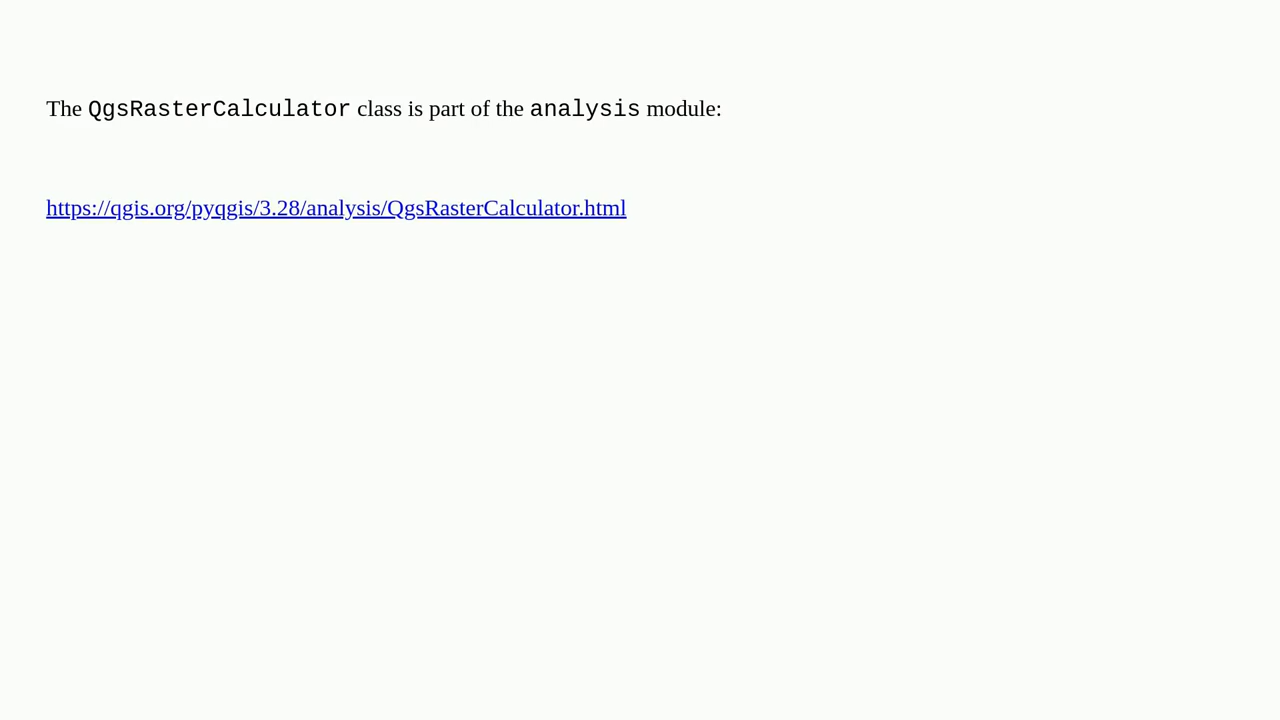 The QgsRasterCalculator class is part of the analysis module:
https://qgis.org/pyqgis/3.28/analysis/QgsRasterCalculator.html